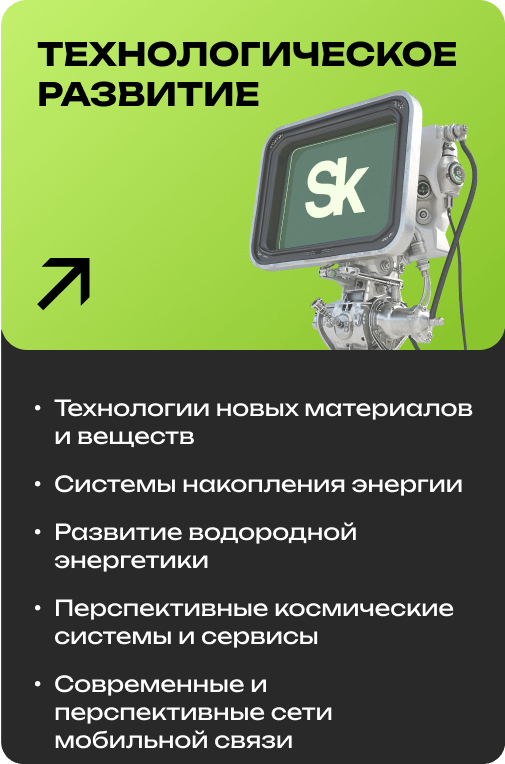 ТЕХНОЛОГИЧЕСКОЕ
РАЗВИТИЕ
Sk
• Технологии новых материалов
и веществ
• Системы накопления энергии
• Развитие водородной
энергетики
• Перспективные космические
системы и сервисы
• Современные и
перспективные сети
мобильной связи